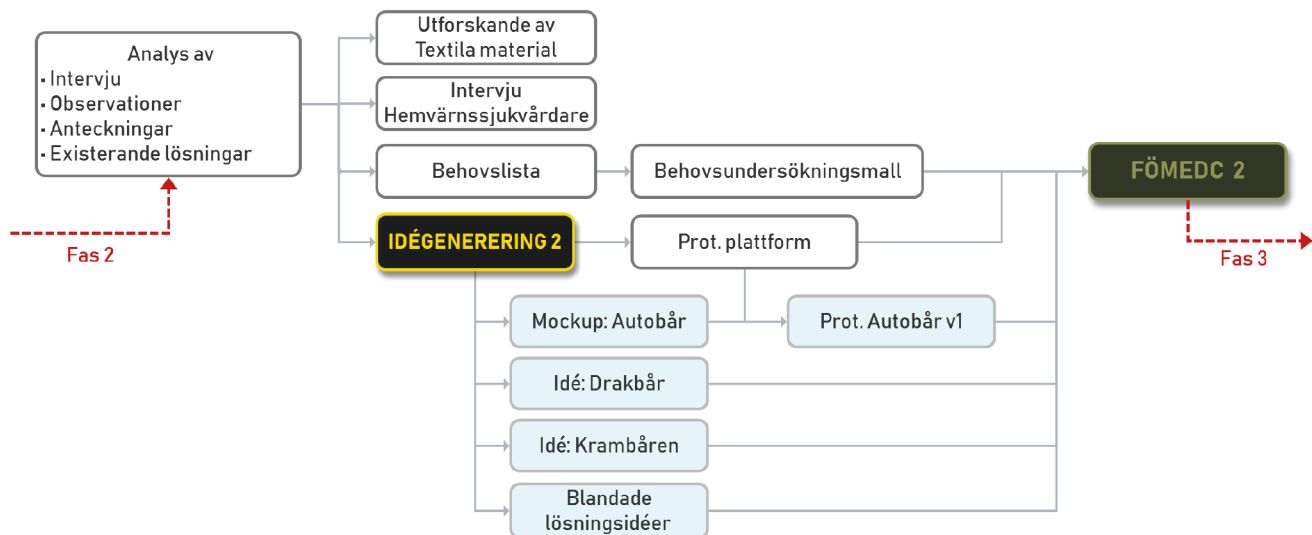 Analys av
▪ Intervju
▪ Observationer
▪ Anteckningar
▪ Existerande lösningar
Fas 2
Utforskande av
Textila material
Intervju
Hemvärnssjukvårdare
Behovslista
Behovsundersökningsmall
IDÉGENERERING 2
Prot. plattform
Mockup: Autobår
Prot. Autobår v1
Idé: Drakbår
Idé: Krambåren
Blandade
lösningsidéer
FÖMEDC 2
Fas 3